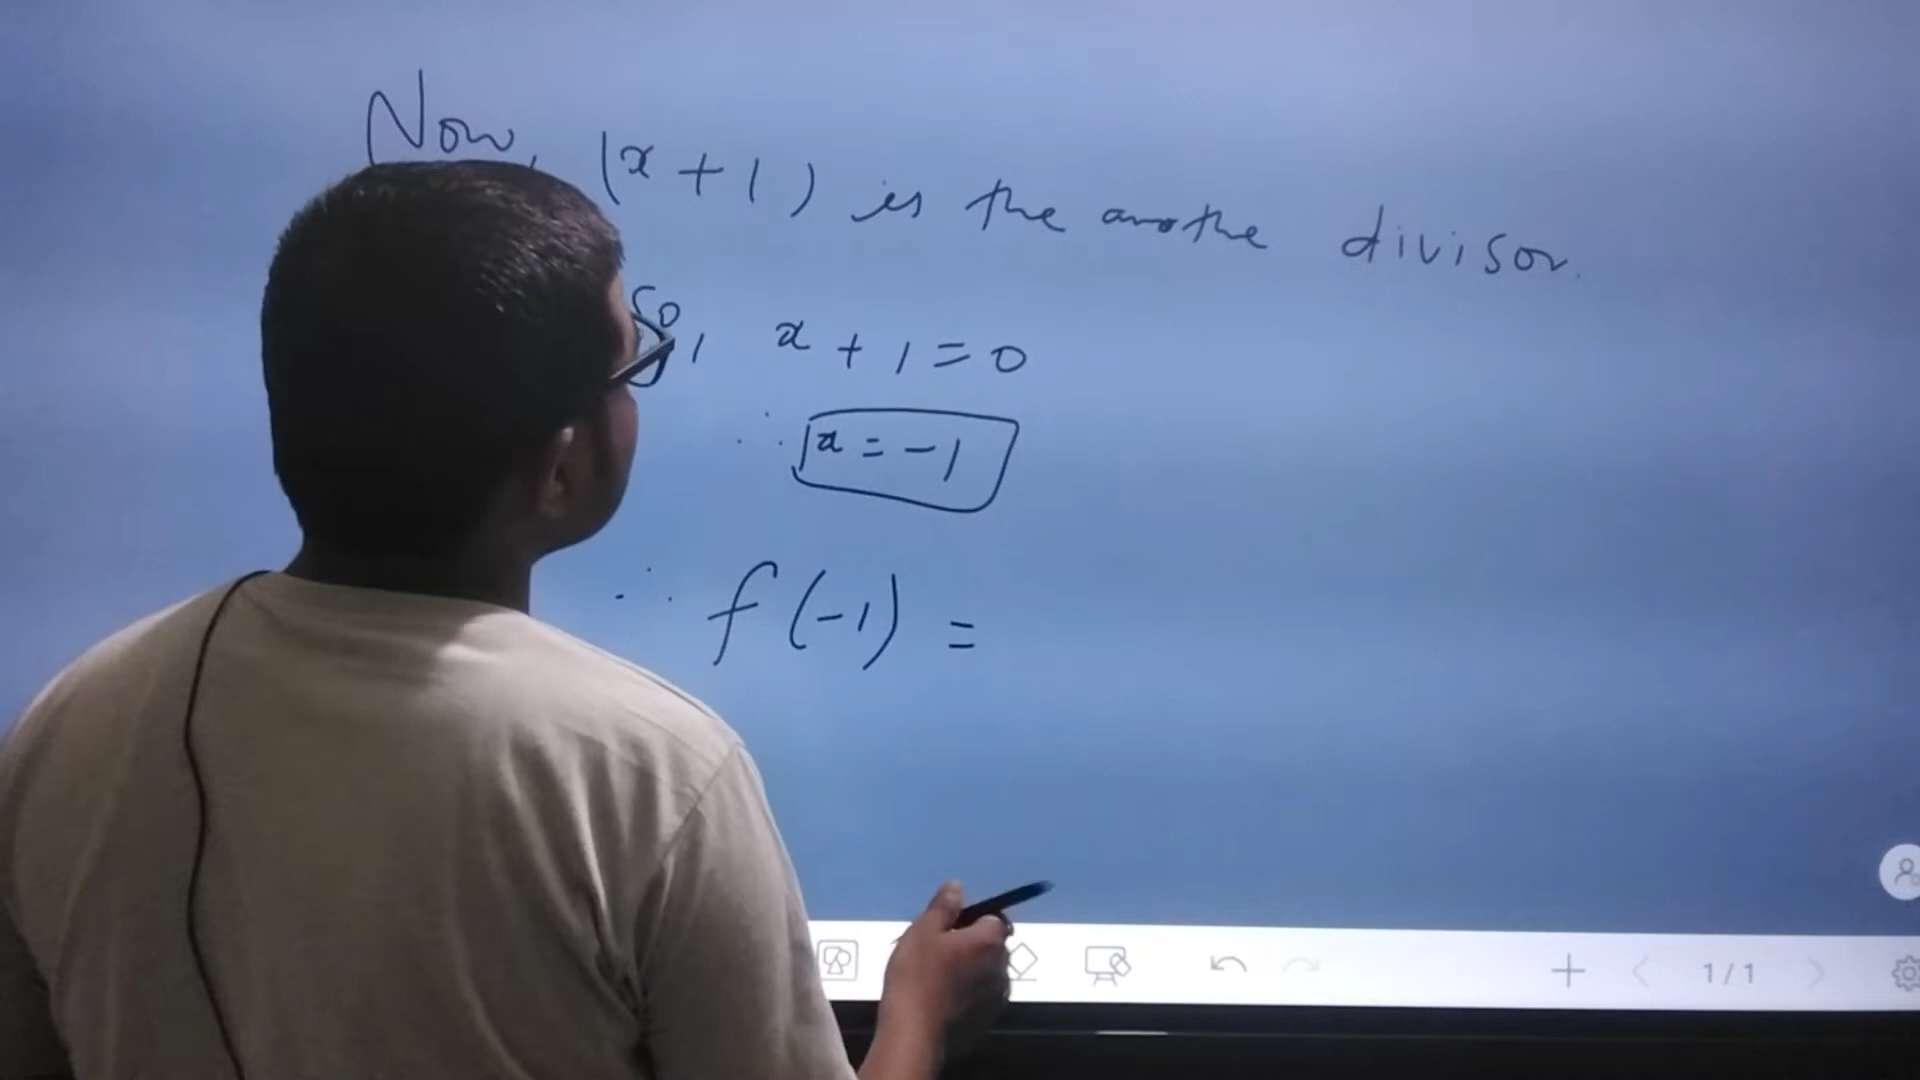 Now, (x + 1) is the anothe divisor.
So, x + 1 = 0
∴ x = -1
∴ f(-1) =
1/1